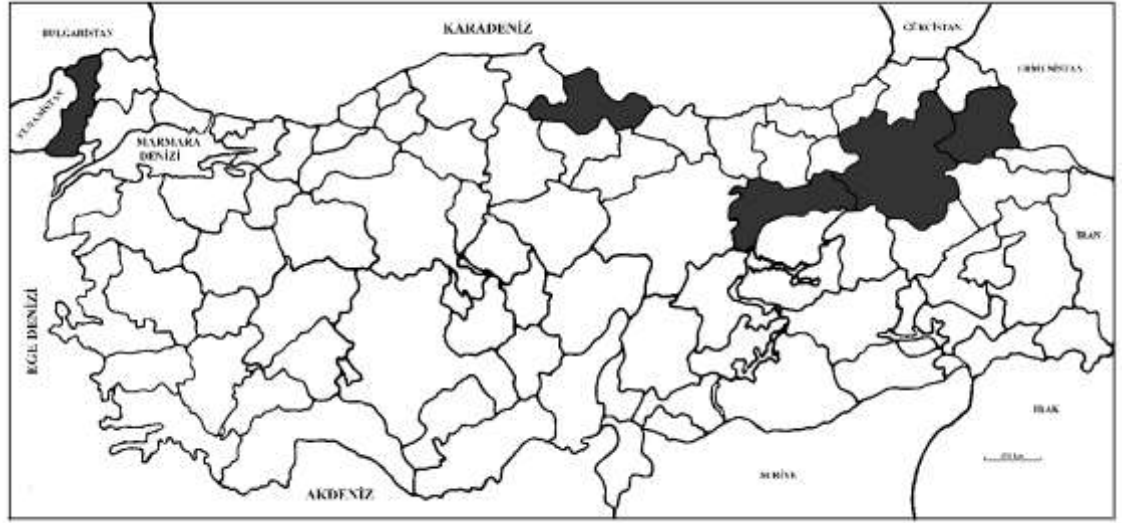 BULGARİSTAN
KARADENİZ
GÜRCİSTAN
ERMENİSTAN
YUNANİSTAN
MARMARA
DENİZİ
İRAN
EGE DENİZİ
IRAK
SURİYE
AKDENİZ